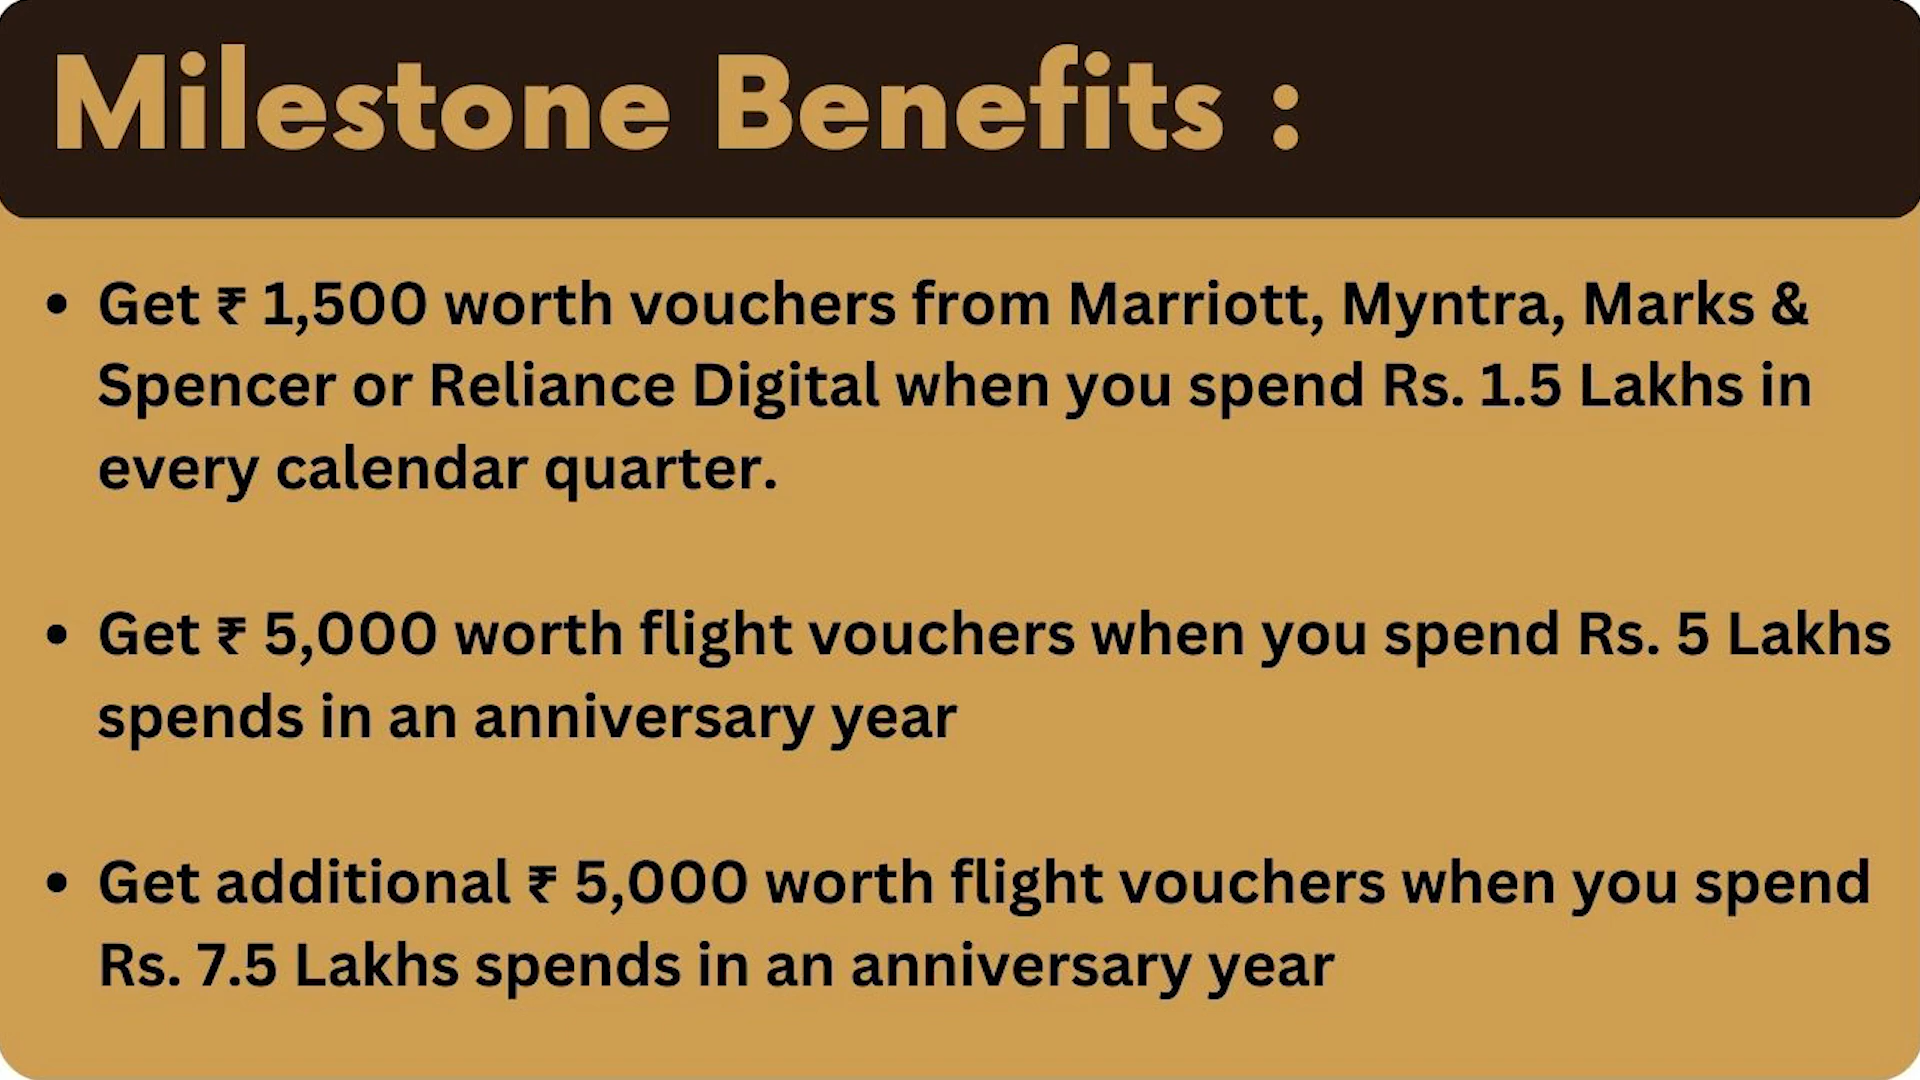 Milestone Benefits :
• Get ₹ 1,500 worth vouchers from Marriott, Myntra, Marks &
Spencer or Reliance Digital when you spend Rs. 1.5 Lakhs in
every calendar quarter.
• Get ₹ 5,000 worth flight vouchers when you spend Rs. 5 Lakhs
spends in an anniversary year
• Get additional ₹ 5,000 worth flight vouchers when you spend
Rs. 7.5 Lakhs spends in an anniversary year